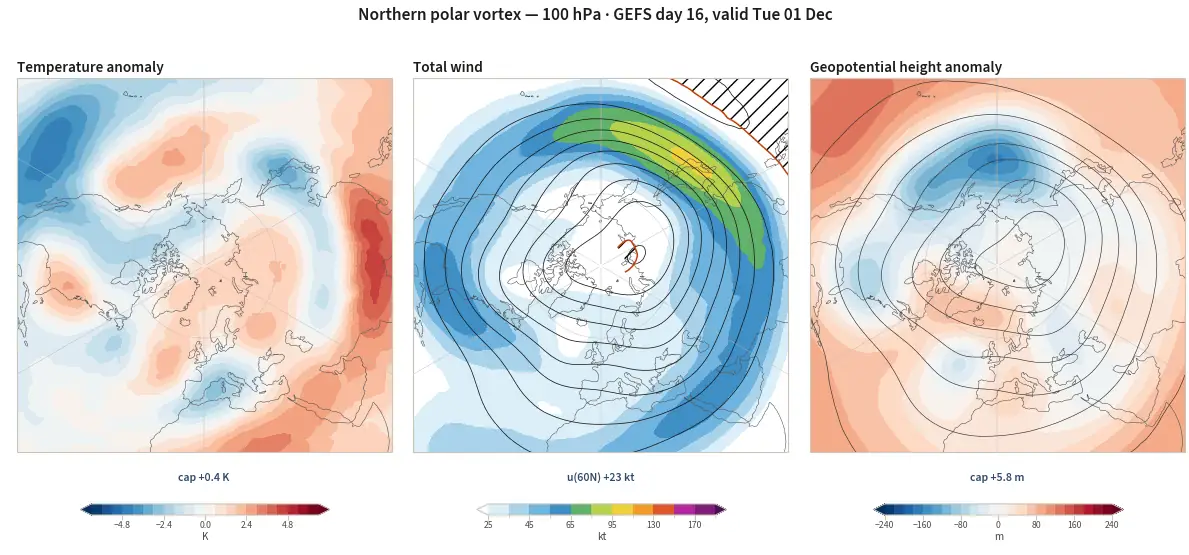 Northern polar vortex — 100 hPa · GEFS day 16, valid Tue 01 Dec
Temperature anomaly
Total wind
Geopotential height anomaly
cap +0.4 K
u(60N) +23 kt
cap +5.8 m
−4.8 −2.4 0.0 2.4 4.8
K
25 45 65 95 130 170
kt
−240 −160 −80 0 80 160 240
m